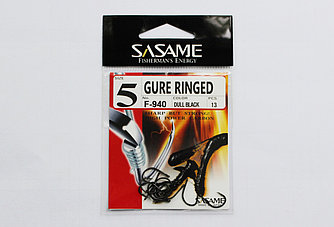 SASAME
FISHERMAN'S ENERGY
SIZE
5
GURE RINGED
No.
F-940
COLOR
DULL BLACK
PCS
13
SHARP BUT STRONG!
HIGH POWER CARBON
SASAME